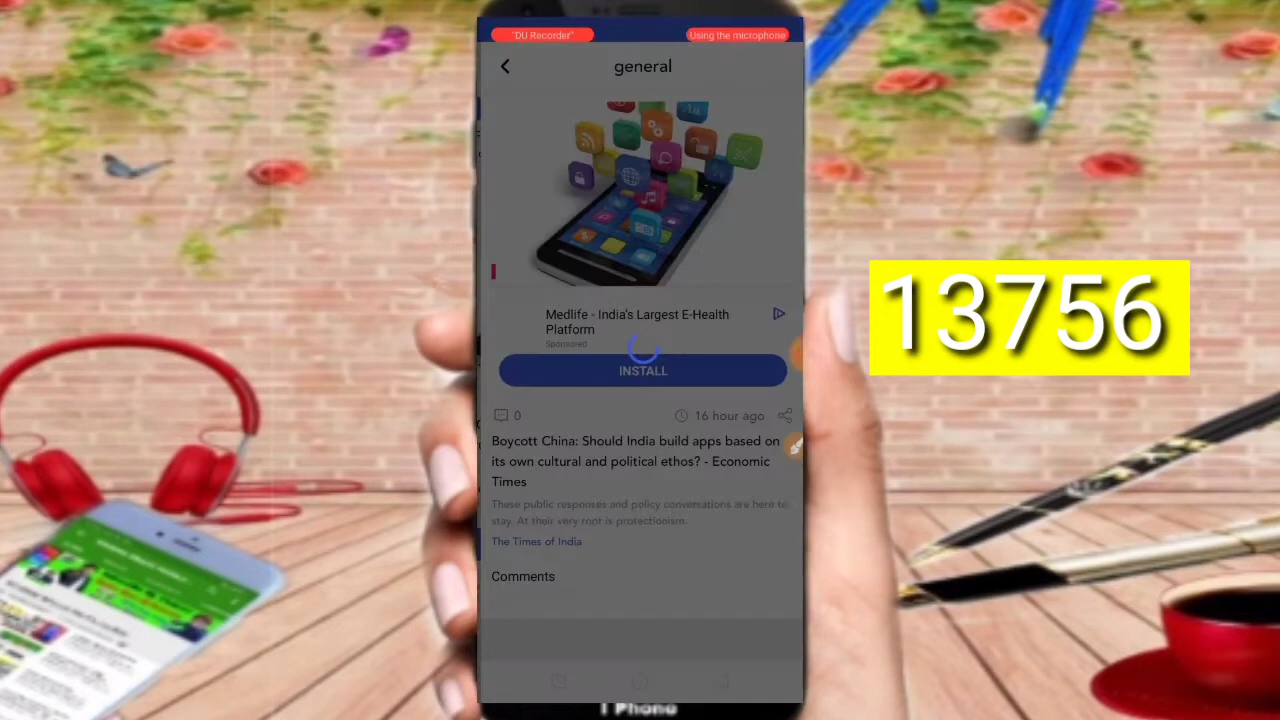 "DU Recorder"
Using the microphone
general
Medlife - India's Largest E-Health
Platform
Sponsored
INSTALL
0
16 hour ago
Boycott China: Should India build apps based on
its own cultural and political ethos? - Economic
Times
These public responses and policy conversations are here to
stay. At their very root is protectionism.
The Times of India
Comments
1 Phone
13756